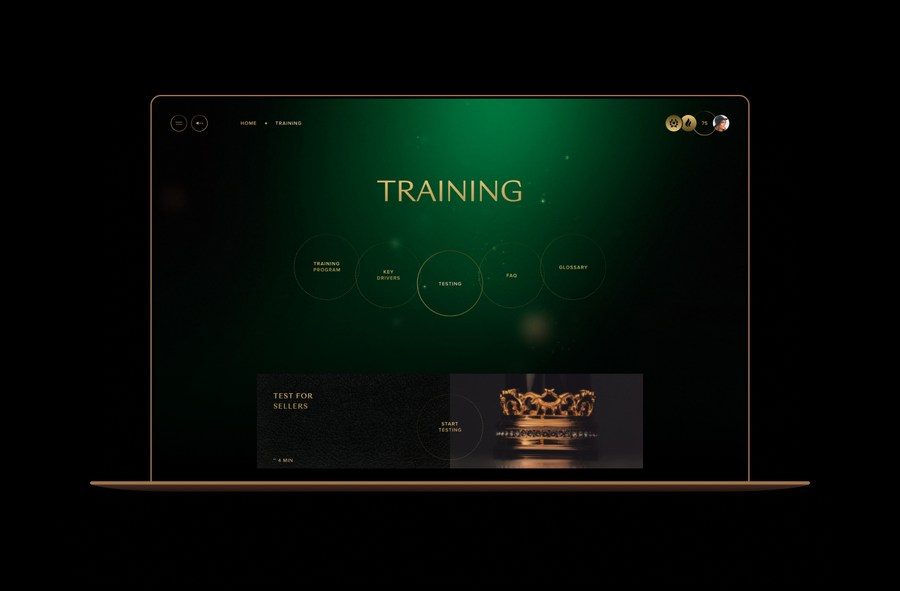 HOME • TRAINING
75
TRAINING
TRAINING
PROGRAM
KEY
DRIVERS
TESTING
FAQ
GLOSSARY
TEST FOR
SELLERS
START
TESTING
~ 4 MIN